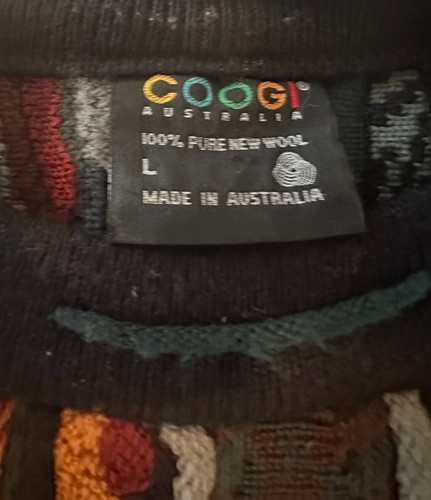 COOGI®
AUSTRALIA
100% PURE NEW WOOL
L
MADE IN AUSTRALIA